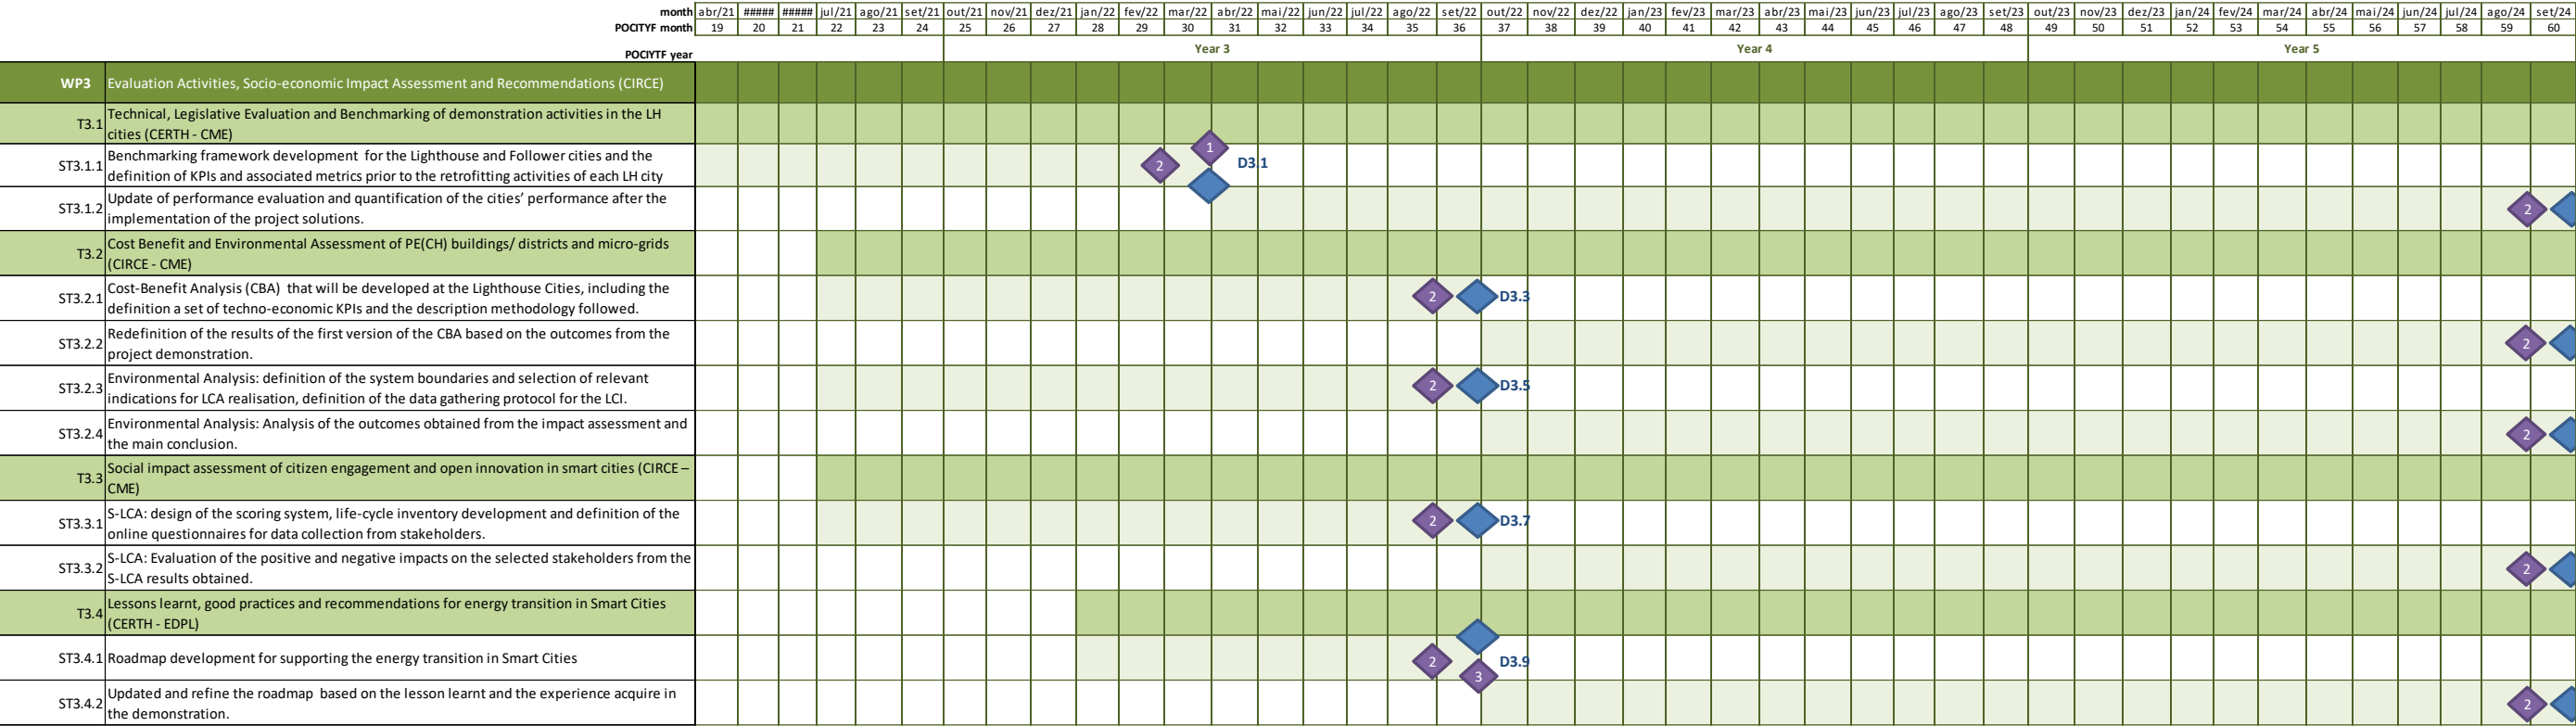 month abr/21 ##### ##### jul/21 ago/21 set/21 out/21 nov/21 dez/21 jan/22 fev/22 mar/22 abr/22 mai/22 jun/22 jul/22 ago/22 set/22 out/22 nov/22 dez/22 jan/23 fev/23 mar/23 abr/23 mai/23 jun/23 jul/23 ago/23 set/23 out/23 nov/23 dez/23 jan/24 fev/24 mar/24 abr/24 mai/24 jun/24 jul/24 ago/24 set/24
POCITYF month 19 20 21 22 23 24 25 26 27 28 29 30 31 32 33 34 35 36 37 38 39 40 41 42 43 44 45 46 47 48 49 50 51 52 53 54 55 56 57 58 59 60
POCIYTF year Year 3 Year 4 Year 5
WP3 Evaluation Activities, Socio-economic Impact Assessment and Recommendations (CIRCE)
T3.1 Technical, Legislative Evaluation and Benchmarking of demonstration activities in the LH
cities (CERTH - CME)
ST3.1.1 Benchmarking framework development for the Lighthouse and Follower cities and the
definition of KPIs and associated metrics prior to the retrofitting activities of each LH city
2 1 D3.1
ST3.1.2 Update of performance evaluation and quantification of the cities’ performance after the
implementation of the project solutions.
2
T3.2 Cost Benefit and Environmental Assessment of PE(CH) buildings/ districts and micro-grids
(CIRCE - CME)
ST3.2.1 Cost-Benefit Analysis (CBA) that will be developed at the Lighthouse Cities, including the
definition a set of techno-economic KPIs and the description methodology followed.
2 D3.3
ST3.2.2 Redefinition of the results of the first version of the CBA based on the outcomes from the
project demonstration.
2
ST3.2.3 Environmental Analysis: definition of the system boundaries and selection of relevant
indications for LCA realisation, definition of the data gathering protocol for the LCI.
2 D3.5
ST3.2.4 Environmental Analysis: Analysis of the outcomes obtained from the impact assessment and
the main conclusion.
2
T3.3 Social impact assessment of citizen engagement and open innovation in smart cities (CIRCE –
CME)
ST3.3.1 S-LCA: design of the scoring system, life-cycle inventory development and definition of the
online questionnaires for data collection from stakeholders.
2 D3.7
ST3.3.2 S-LCA: Evaluation of the positive and negative impacts on the selected stakeholders from the
S-LCA results obtained.
2
T3.4 Lessons learnt, good practices and recommendations for energy transition in Smart Cities
(CERTH - EDPL)
ST3.4.1 Roadmap development for supporting the energy transition in Smart Cities
2 3 D3.9
ST3.4.2 Updated and refine the roadmap based on the lesson learnt and the experience acquire in
the demonstration.
2